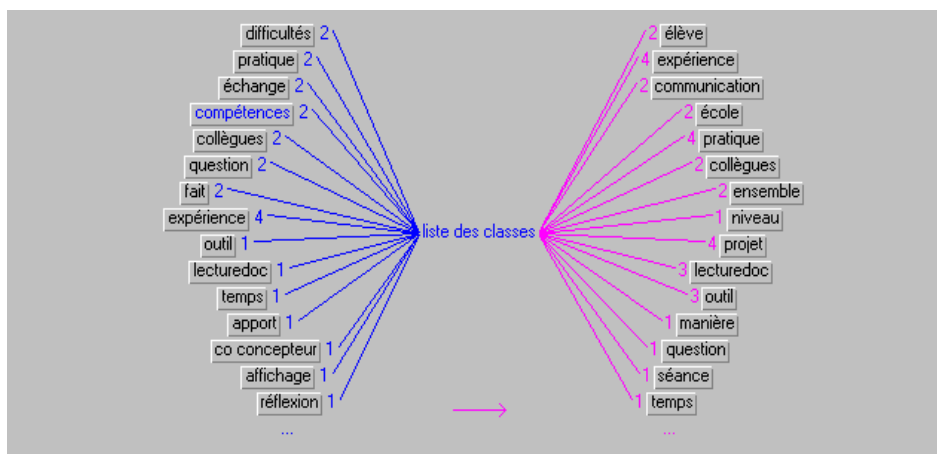 difficultés 2
pratique 2
échange 2
compétences 2
collègues 2
question 2
fait 2
expérience 4
outil 1
lecturedoc 1
temps 1
apport 1
co concepteur 1
affichage 1
réflexion 1
...
liste des classes
2 élève
4 expérience
2 communication
2 école
4 pratique
2 collègues
2 ensemble
1 niveau
4 projet
3 lecturedoc
3 outil
1 manière
1 question
1 séance
1 temps
...